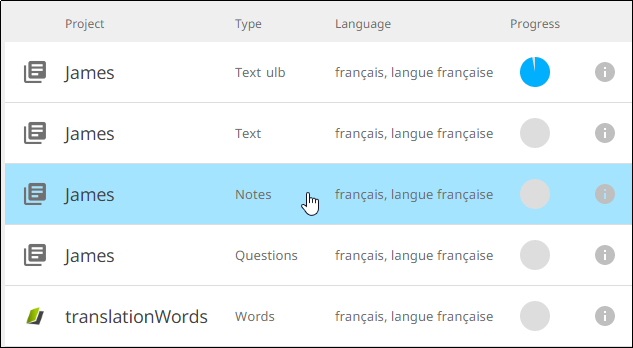 Project Type Language Progress
James Text ulb français, langue française
James Text français, langue française
James Notes français, langue française
James Questions français, langue française
translationWords Words français, langue française